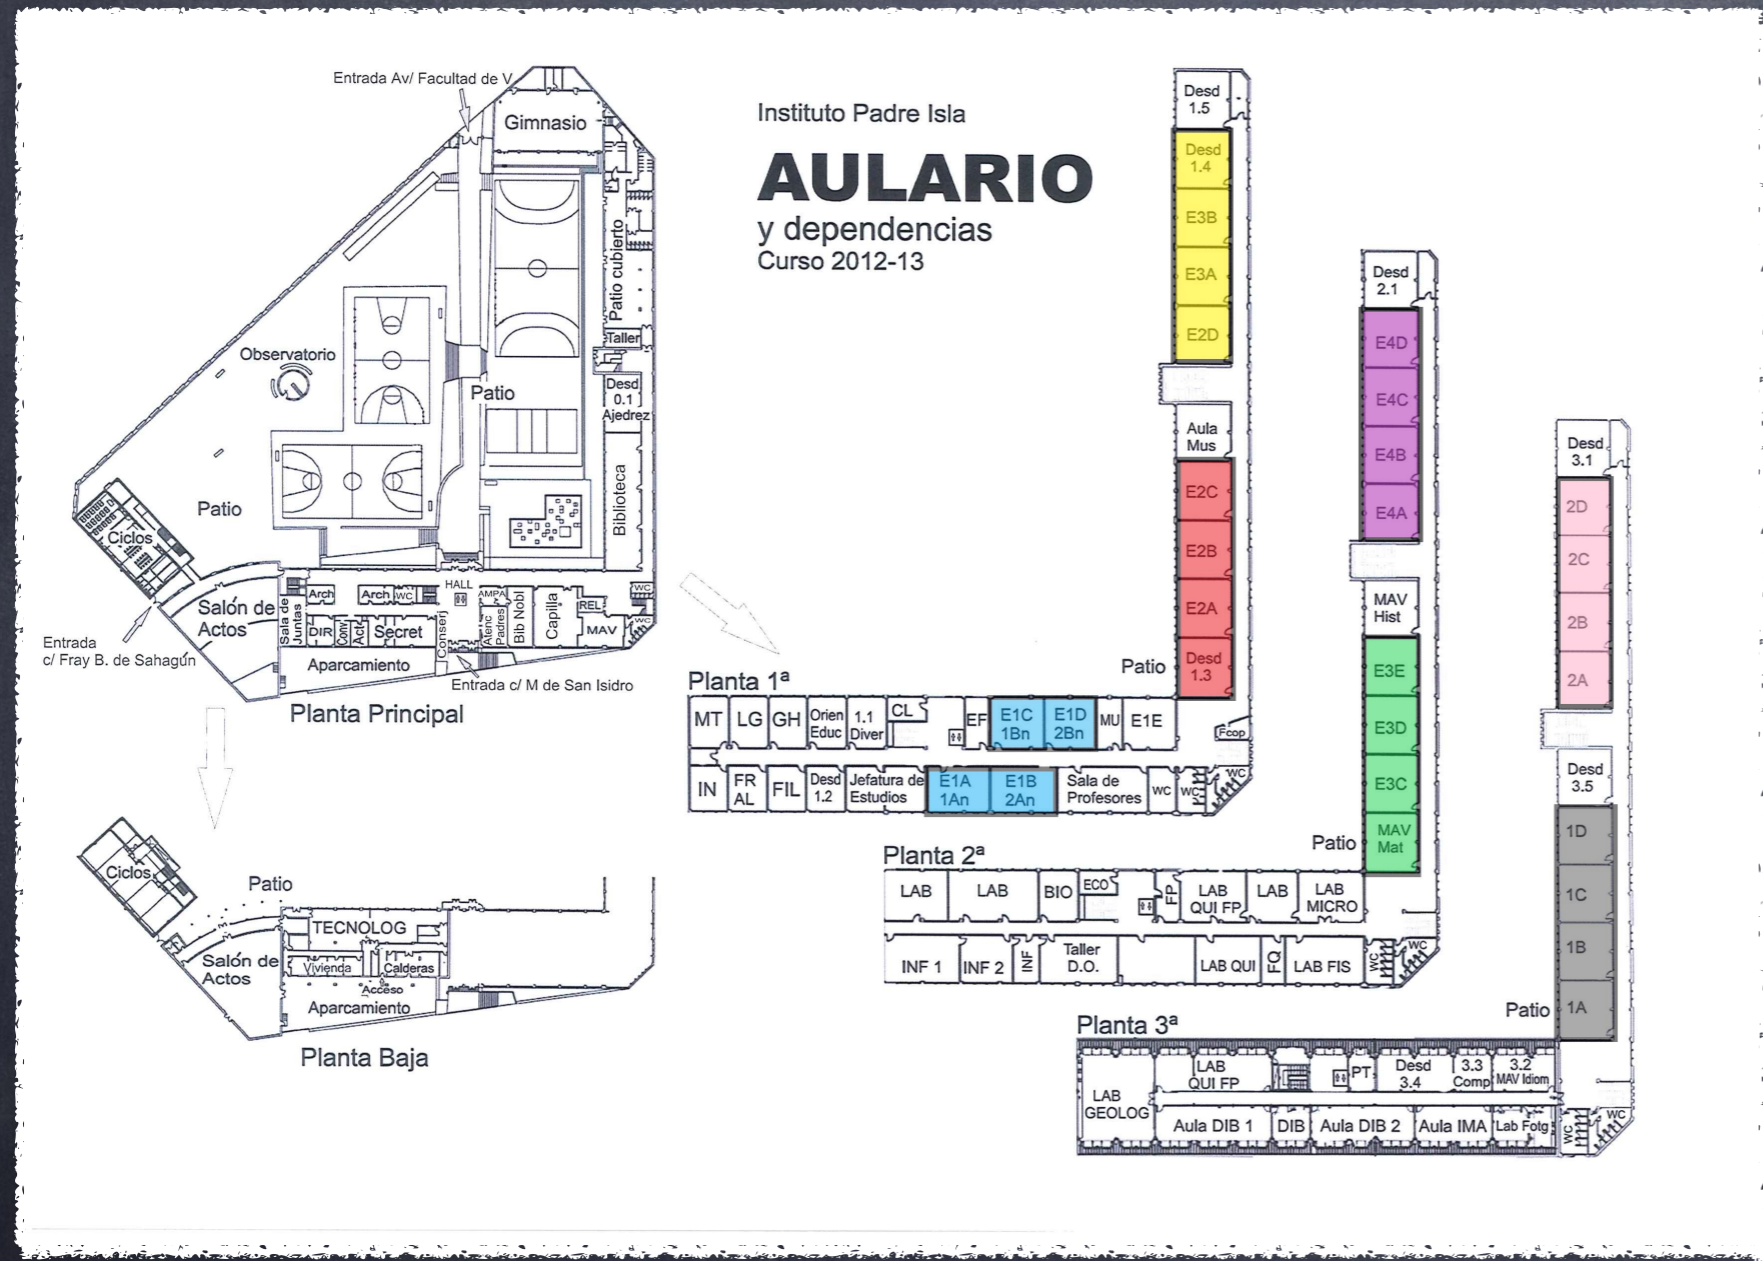 Instituto Padre Isla
AULARIO
y dependencias
Curso 2012-13
Entrada Av/ Facultad de V.
Gimnasio
Patio cubierto
Taller
Observatorio
Patio
Desd
0.1
Ajedrez
Biblioteca
Patio
Ciclos
HALL
Salón de
Actos
Sala de
Juntas
Arch
Arch
WC
AMPA
Bib Nobl
Capilla
REL
WC
DIR
Conv
Act
Secret
Conserj
Atenc
Padres
MAV
WC
Entrada
c/ Fray B. de Sahagún
Aparcamiento
Entrada c/ M de San Isidro
Planta Principal
Ciclos
Patio
TECNOLOG
Salón de
Actos
Vivienda
Calderas
Acceso
Aparcamiento
Planta Baja
Desd
1.5
Desd
1.4
E3B
E3A
E2D
Aula
Mus
E2C
E2B
E2A
Desd
1.3
Patio
Planta 1ª
MT
LG
GH
Orien
Educ
1.1
Diver
CL
EF
E1C
1Bn
E1D
2Bn
MU
E1E
Fcop
IN
FR
AL
FIL
Desd
1.2
Jefatura de
Estudios
E1A
1An
E1B
2An
Sala de
Profesores
WC
WC
WC
Desd
2.1
E4D
E4C
E4B
E4A
MAV
Hist
E3E
E3D
E3C
MAV
Mat
Patio
Planta 2ª
LAB
LAB
BIO
ECO
FP
LAB
QUI FP
LAB
LAB
MICRO
INF 1
INF 2
INF
Taller
D.O.
LAB QUI
FQ
LAB FIS
WC
WC
Desd
3.1
2D
2C
2B
2A
Desd
3.5
1D
1C
1B
1A
Patio
Planta 3ª
LAB
GEOLOG
LAB
QUI FP
PT
Desd
3.4
3.3
Comp
3.2
MAV Idiom
Aula DIB 1
DIB
Aula DIB 2
Aula IMA
Lab Fotg
WC
WC